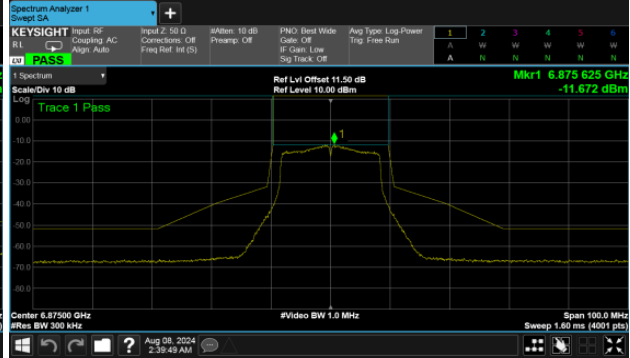 Spectrum Analyzer 1
Swept SA
KEYSIGHT Input: RF Input Z: 50 Ω #Atten: 10 dB PNO: Best Wide Avg Type: Log-Power 1 2 3 4 5 6
RL Coupling: AC Corrections: Off Preamp: Off Gate: Off Trig: Free Run
Align: Auto Freq Ref: Int (S) IF Gain: Low A W W W W W
LXI PASS Sig Track: Off A N N N N N
1 Spectrum Ref Lvl Offset 11.50 dB Mkr1 6.875 625 GHz
Scale/Div 10 dB Ref Level 10.00 dBm -11.672 dBm
Log
Trace 1 Pass
0.00
-10.0
1
-20.0
-30.0
-40.0
-50.0
-60.0
-70.0
-80.0
Center 6.87500 GHz #Video BW 1.0 MHz Span 100.0 MHz
#Res BW 300 kHz Sweep 1.60 ms (4001 pts)
? Aug 08, 2024
2:39:49 AM